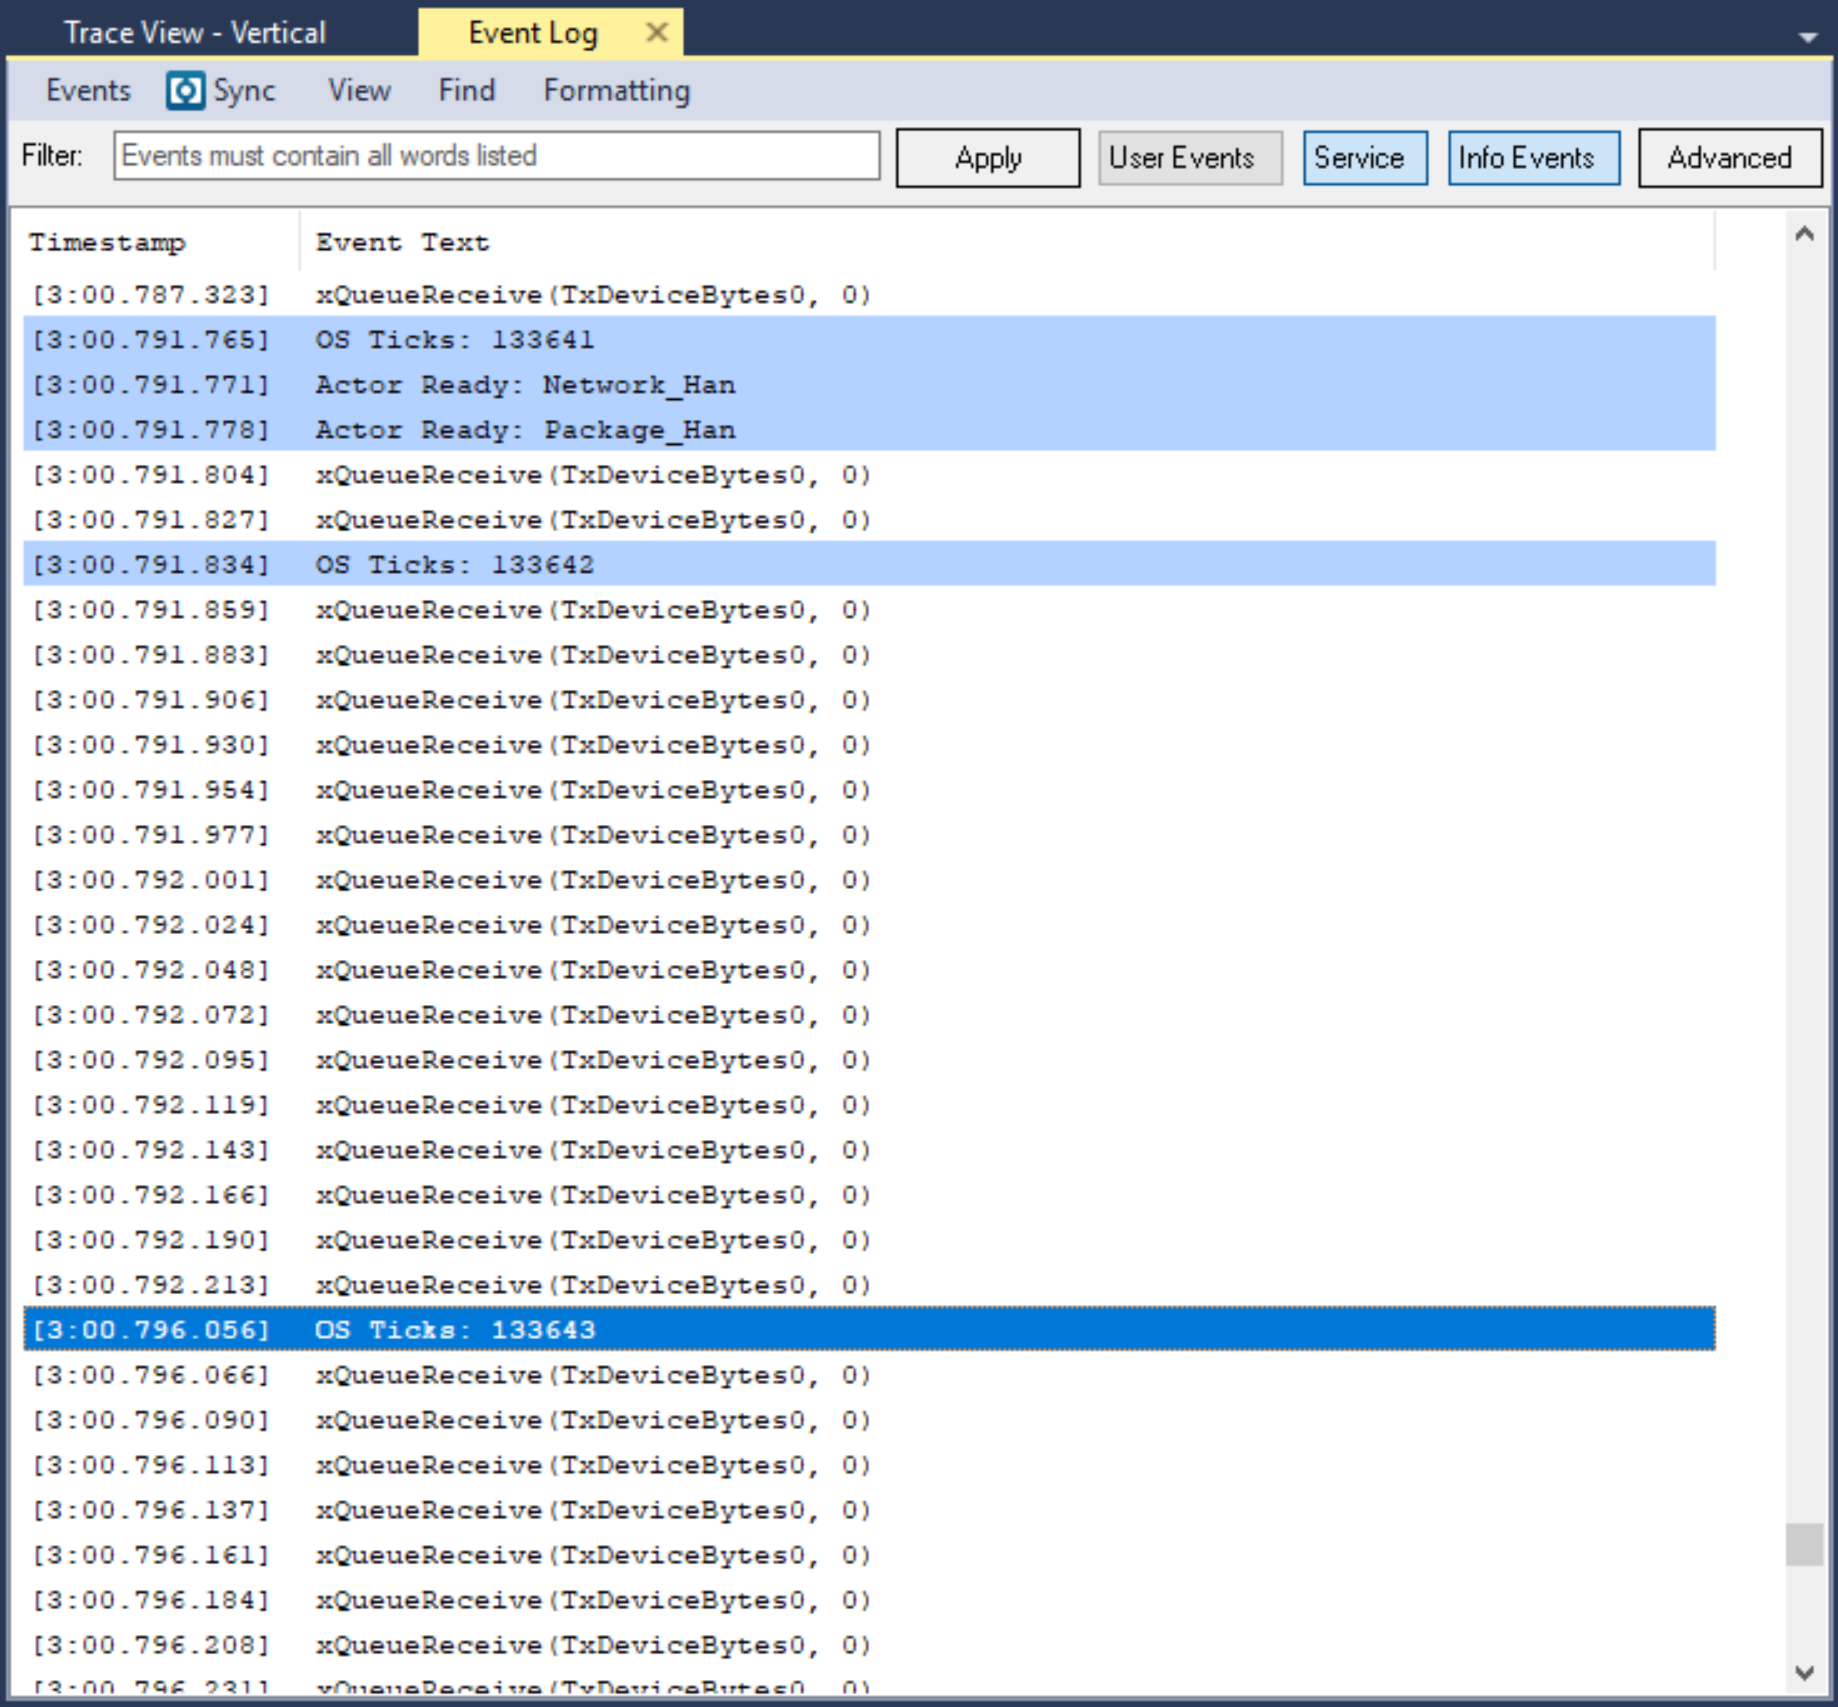 Trace View - Vertical Event Log
Events Sync View Find Formatting
Filter: Events must contain all words listed Apply User Events Service Info Events Advanced
Timestamp Event Text
[3:00.787.323] xQueueReceive(TxDeviceBytes0, 0)
[3:00.791.765] OS Ticks: 133641
[3:00.791.771] Actor Ready: Network_Han
[3:00.791.778] Actor Ready: Package_Han
[3:00.791.804] xQueueReceive(TxDeviceBytes0, 0)
[3:00.791.827] xQueueReceive(TxDeviceBytes0, 0)
[3:00.791.834] OS Ticks: 133642
[3:00.791.859] xQueueReceive(TxDeviceBytes0, 0)
[3:00.791.883] xQueueReceive(TxDeviceBytes0, 0)
[3:00.791.906] xQueueReceive(TxDeviceBytes0, 0)
[3:00.791.930] xQueueReceive(TxDeviceBytes0, 0)
[3:00.791.954] xQueueReceive(TxDeviceBytes0, 0)
[3:00.791.977] xQueueReceive(TxDeviceBytes0, 0)
[3:00.792.001] xQueueReceive(TxDeviceBytes0, 0)
[3:00.792.024] xQueueReceive(TxDeviceBytes0, 0)
[3:00.792.048] xQueueReceive(TxDeviceBytes0, 0)
[3:00.792.072] xQueueReceive(TxDeviceBytes0, 0)
[3:00.792.095] xQueueReceive(TxDeviceBytes0, 0)
[3:00.792.119] xQueueReceive(TxDeviceBytes0, 0)
[3:00.792.143] xQueueReceive(TxDeviceBytes0, 0)
[3:00.792.166] xQueueReceive(TxDeviceBytes0, 0)
[3:00.792.190] xQueueReceive(TxDeviceBytes0, 0)
[3:00.792.213] xQueueReceive(TxDeviceBytes0, 0)
[3:00.796.056] OS Ticks: 133643
[3:00.796.066] xQueueReceive(TxDeviceBytes0, 0)
[3:00.796.090] xQueueReceive(TxDeviceBytes0, 0)
[3:00.796.113] xQueueReceive(TxDeviceBytes0, 0)
[3:00.796.137] xQueueReceive(TxDeviceBytes0, 0)
[3:00.796.161] xQueueReceive(TxDeviceBytes0, 0)
[3:00.796.184] xQueueReceive(TxDeviceBytes0, 0)
[3:00.796.208] xQueueReceive(TxDeviceBytes0, 0)
[3:00.796.231] xQueueReceive(TxDeviceBytes0, 0)